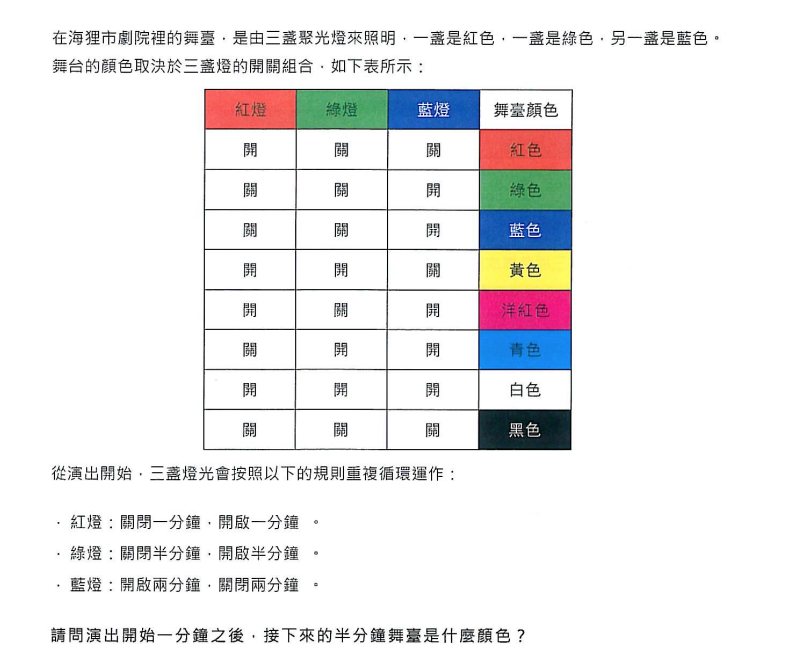 在海狸市劇院裡的舞臺，是由三盞聚光燈來照明，一盞是紅色，一盞是綠色，另一盞是藍色。
舞台的顏色取決於三盞燈的開關組合，如下表所示：
紅燈 綠燈 藍燈 舞臺顏色
開 關 關 紅色
關 關 開 綠色
關 關 開 藍色
開 開 關 黃色
開 關 開 洋紅色
關 開 開 青色
開 開 開 白色
關 關 關 黑色
從演出開始，三盞燈光會按照以下的規則重複循環運作：
· 紅燈：關閉一分鐘，開啟一分鐘 。
· 綠燈：關閉半分鐘，開啟半分鐘 。
· 藍燈：開啟兩分鐘，關閉兩分鐘 。
請問演出開始一分鐘之後，接下來的半分鐘舞臺是什麼顏色？